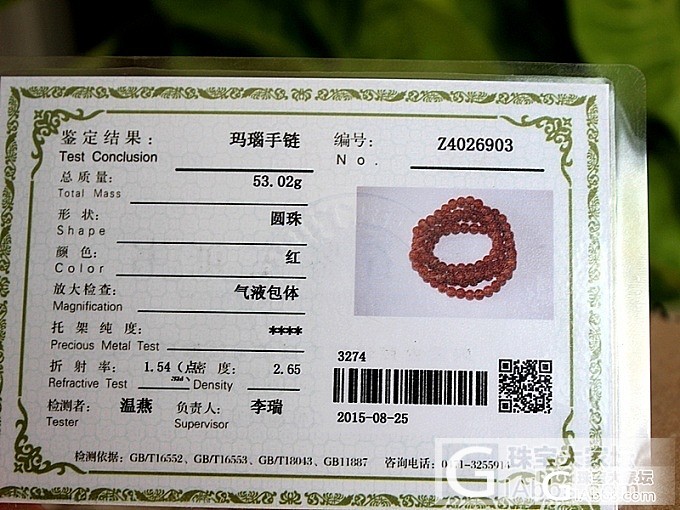 鉴定结果: 玛瑙手链 编号: Z4026903
Test Conclusion No.
总质量: 53.02g
Total Mass
形状: 圆珠
Shape
颜色: 红
Color
放大检查: 气液包体
Magnification
托架纯度: ****
Precious Metal Test
3274
折射率: 1.54(点 密度: 2.65
Refractive Test Density
检测者: 温燕 负责人: 李瑞
Tester Supervisor
2015-08-25
检测依据: GB/T16552、GB/T16553、GB/T18043、GB11887 咨询电话: